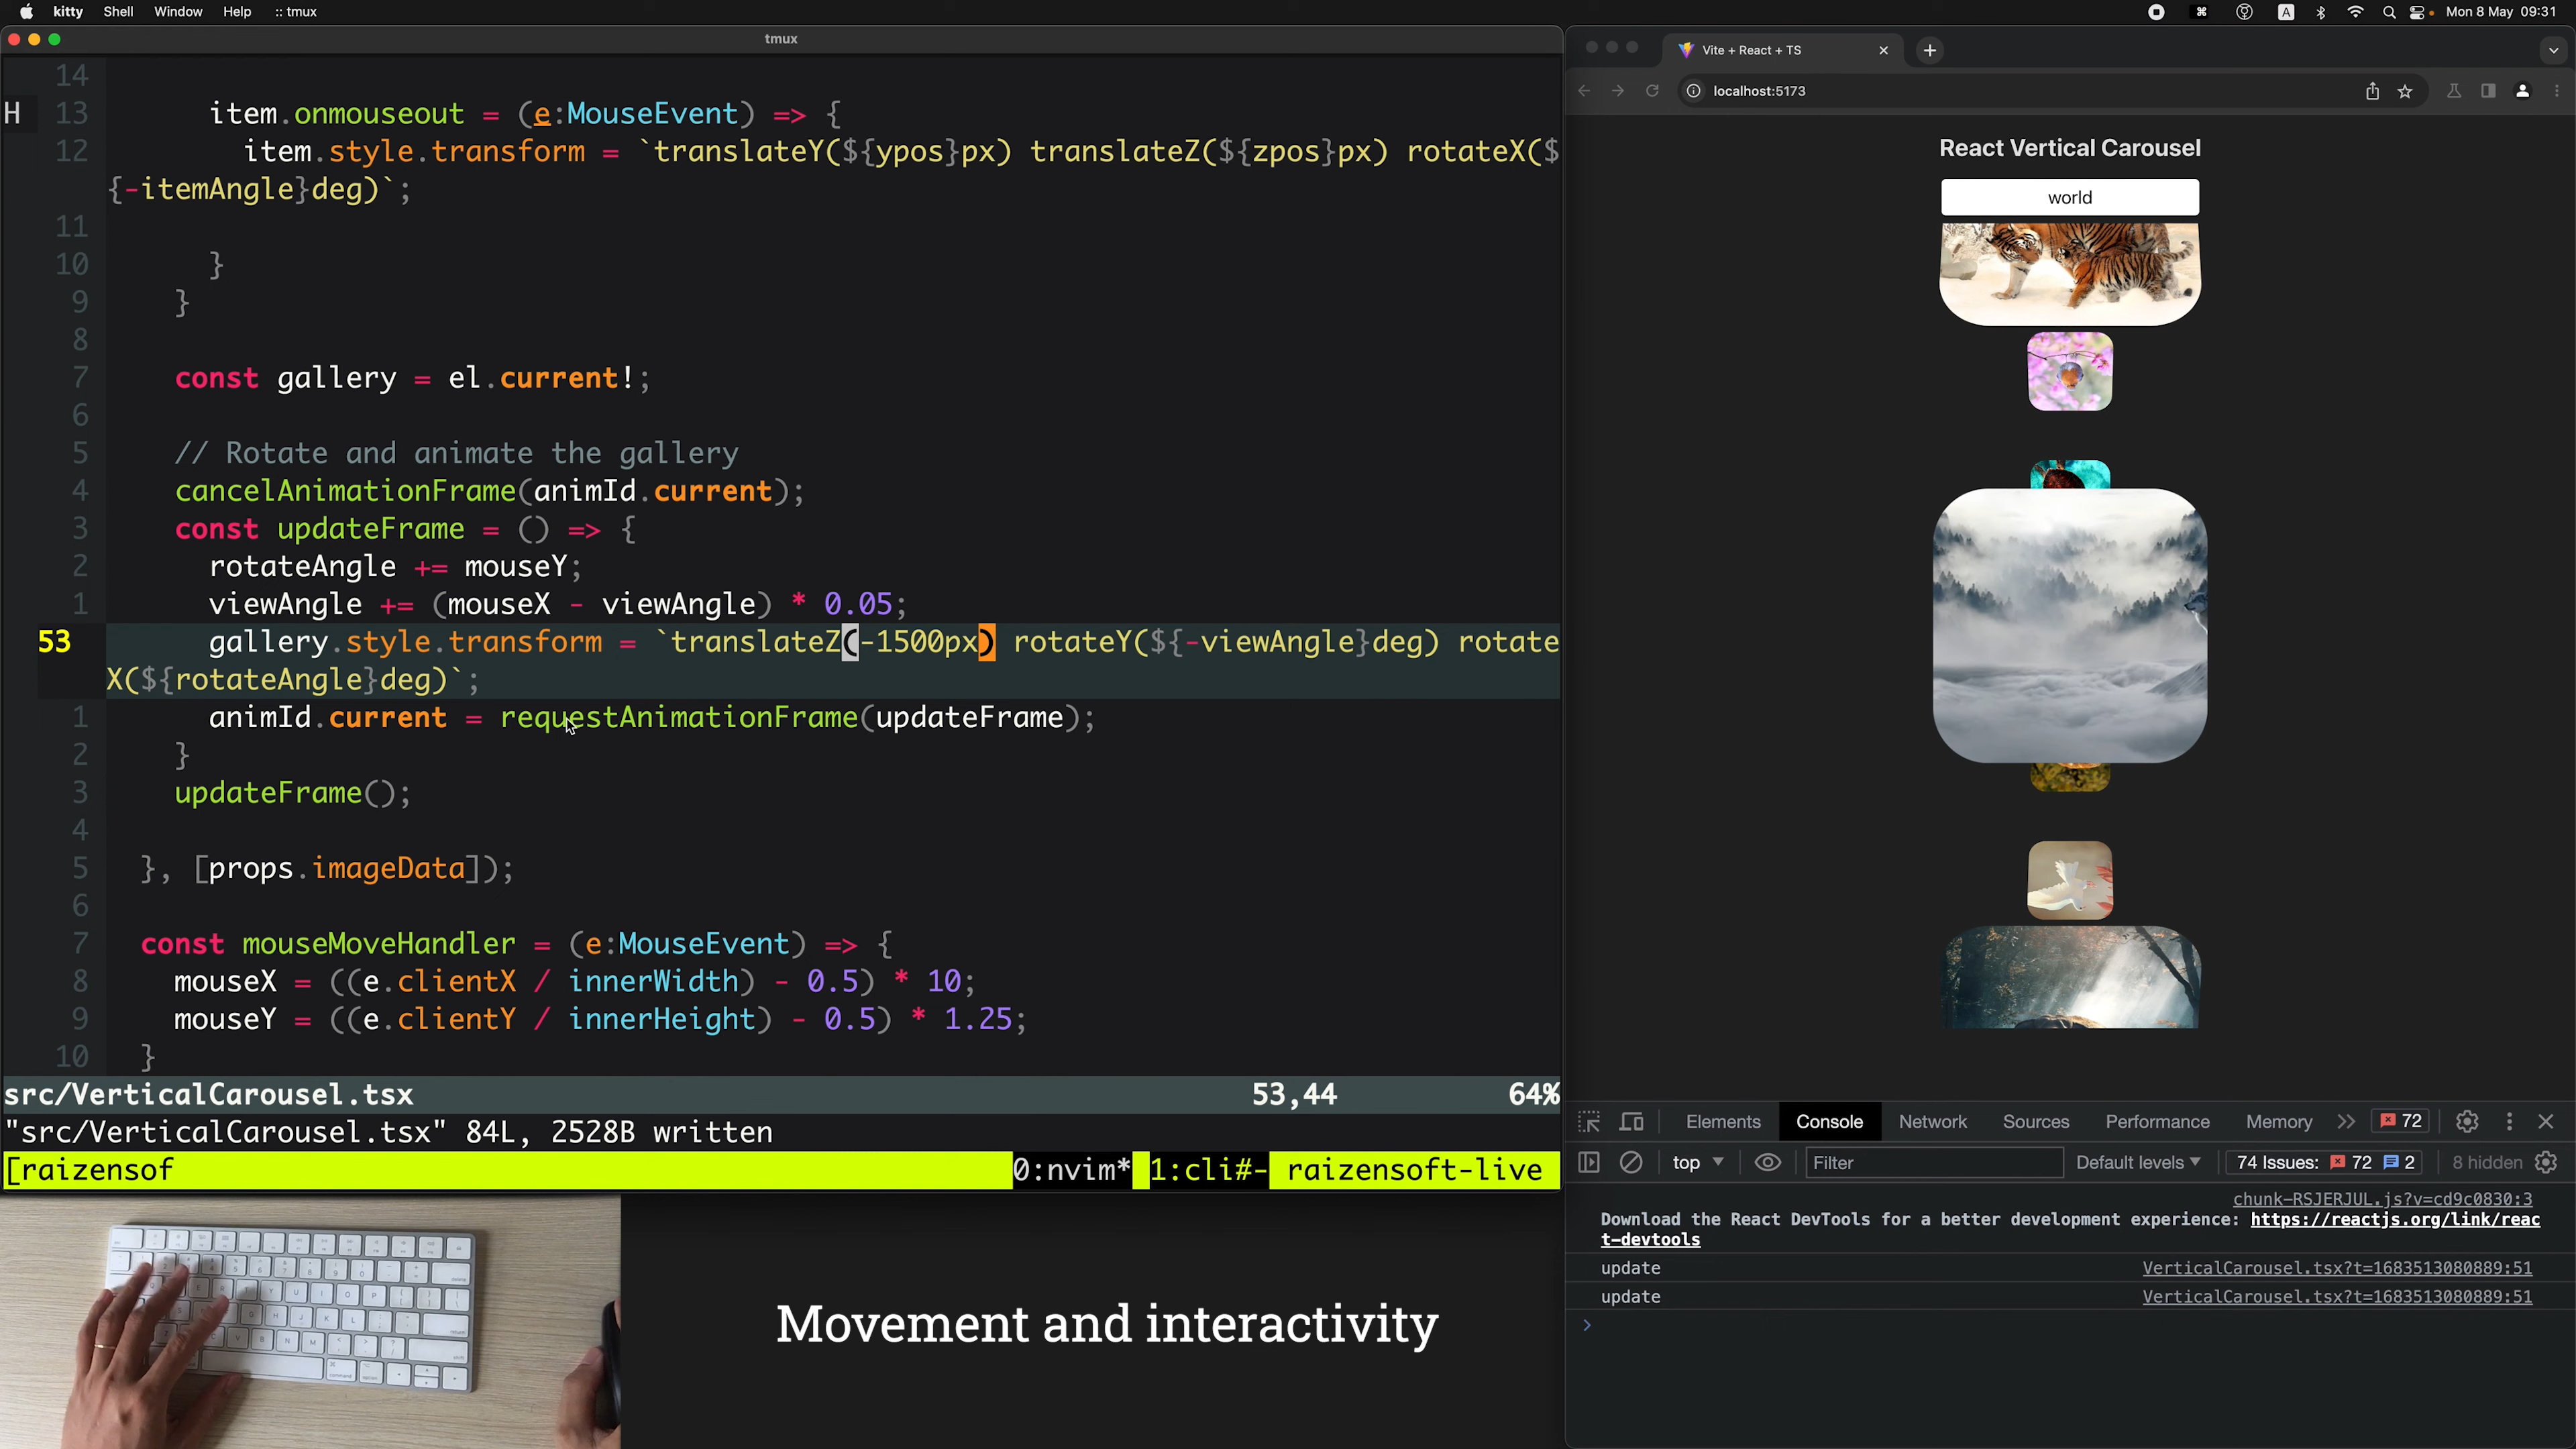 kitty Shell Window Help :: tmux
A Mon 8 May 09:31
tmux
14
H 13 item.onmouseout = (e:MouseEvent) => {
12 item.style.transform = `translateY(${ypos}px) translateZ(${zpos}px) rotateX($
{-itemAngle}deg)`;
11
10 }
9 }
8
7 const gallery = el.current!;
6
5 // Rotate and animate the gallery
4 cancelAnimationFrame(animId.current);
3 const updateFrame = () => {
2 rotateAngle += mouseY;
1 viewAngle += (mouseX - viewAngle) * 0.05;
53 gallery.style.transform = `translateZ(-1500px) rotateY(${-viewAngle}deg) rotate
X(${rotateAngle}deg)`;
1 animId.current = requestAnimationFrame(updateFrame);
2 }
3 updateFrame();
4
5 }, [props.imageData]);
6
7 const mouseMoveHandler = (e:MouseEvent) => {
8 mouseX = ((e.clientX / innerWidth) - 0.5) * 10;
9 mouseY = ((e.clientY / innerHeight) - 0.5) * 1.25;
10 }
src/VerticalCarousel.tsx 53,44 64%
"src/VerticalCarousel.tsx" 84L, 2528B written
[raizensof 0:nvim* 1:cli#- raizensoft-live
Movement and interactivity
Vite + React + TS
localhost:5173
React Vertical Carousel
world
Elements Console Network Sources Performance Memory 72
top Filter Default levels 74 Issues: 72 2 8 hidden
chunk-RSJERJUL.js?v=cd9c0830:3
Download the React DevTools for a better development experience: https://reactjs.org/link/reac
t-devtools
update VerticalCarousel.tsx?t=1683513080889:51
update VerticalCarousel.tsx?t=1683513080889:51